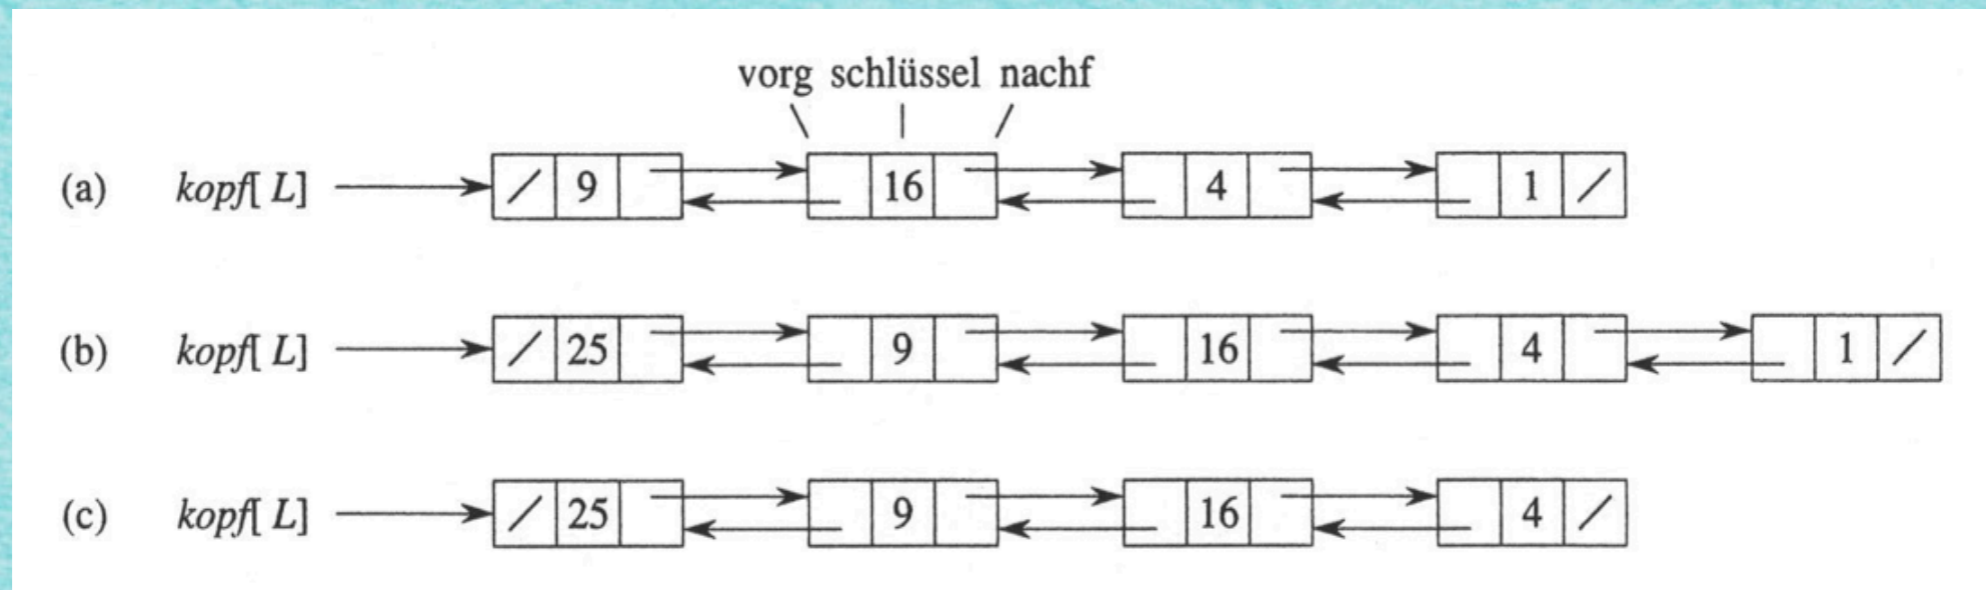 vorg schlüssel nachf
(a) kopf[ L] / 9 16 4 1 /
(b) kopf[ L] / 25 9 16 4 1 /
(c) kopf[ L] / 25 9 16 4 /